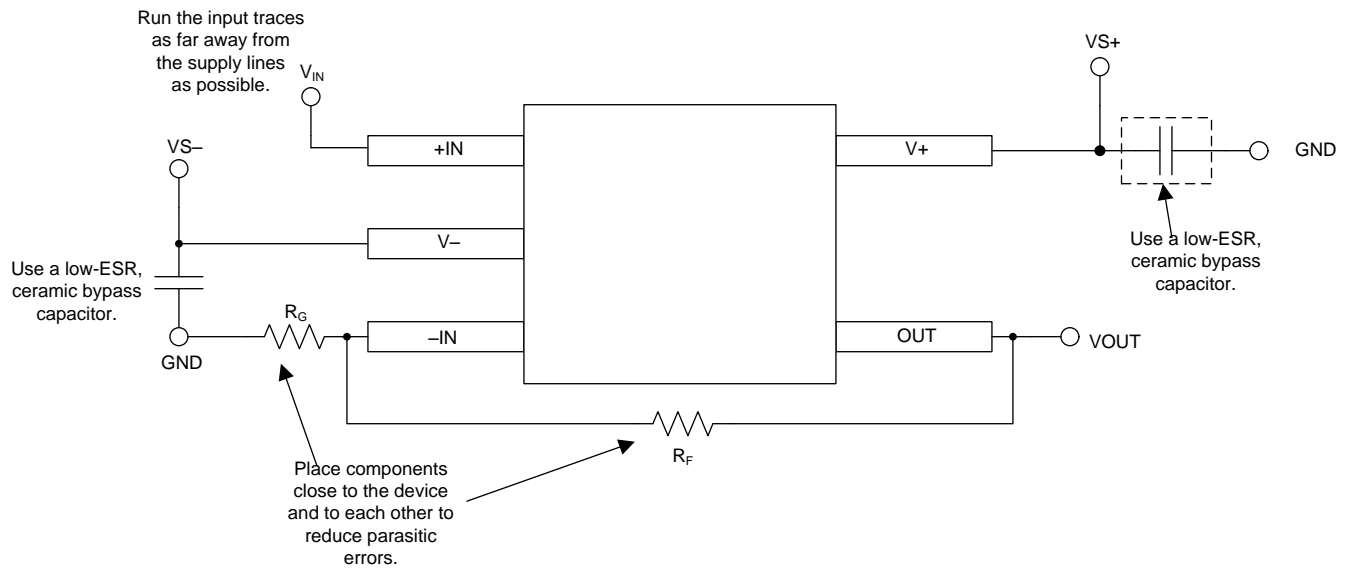 Run the input traces
as far away from
the supply lines
as possible.
VIN
VS+
VS–
+IN
V+
GND
V–
Use a low-ESR,
ceramic bypass
capacitor.
Use a low-ESR,
ceramic bypass
capacitor.
RG
–IN
OUT
VOUT
GND
RF
Place components
close to the device
and to each other to
reduce parasitic
errors.